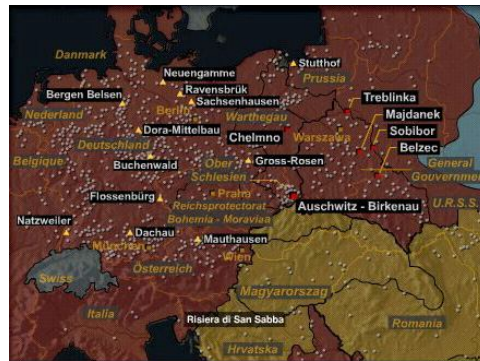 Danmark
Stutthof
Neuengamme
Prussia
Bergen Belsen
Ravensbrük
Treblinka
Berlin
Sachsenhausen
Nederland
Warthegau
Majdanek
Dora-Mittelbau
Chelmno
Warszawa
Sobibor
Deutschland
Belzec
Belgique
Buchenwald
Ober
Schlesien
Gross-Rosen
General
Gouvernement
Flossenbürg
Praha
Reichsprotectorat
Bohemia - Moraviaa
Auschwitz - Birkenau
U.R.S.S.
Natzweiler
Dachau
Mauthausen
München
Wien
Österreich
Swiss
Magyarorszag
Italia
Risiera di San Sabba
Romania
Hrvatska